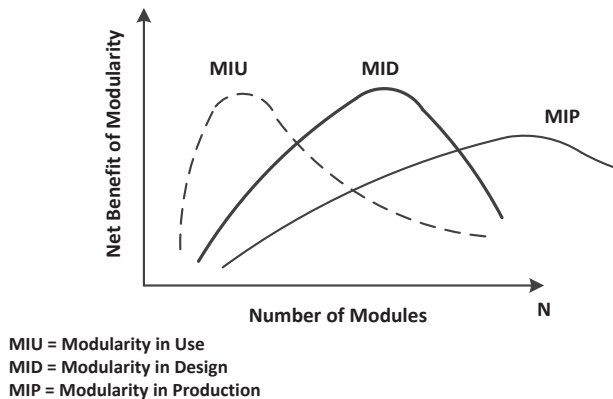 MIU
MID
MIP
Net Benefit of Modularity
Number of Modules
N
MIU = Modularity in Use
MID = Modularity in Design
MIP = Modularity in Production